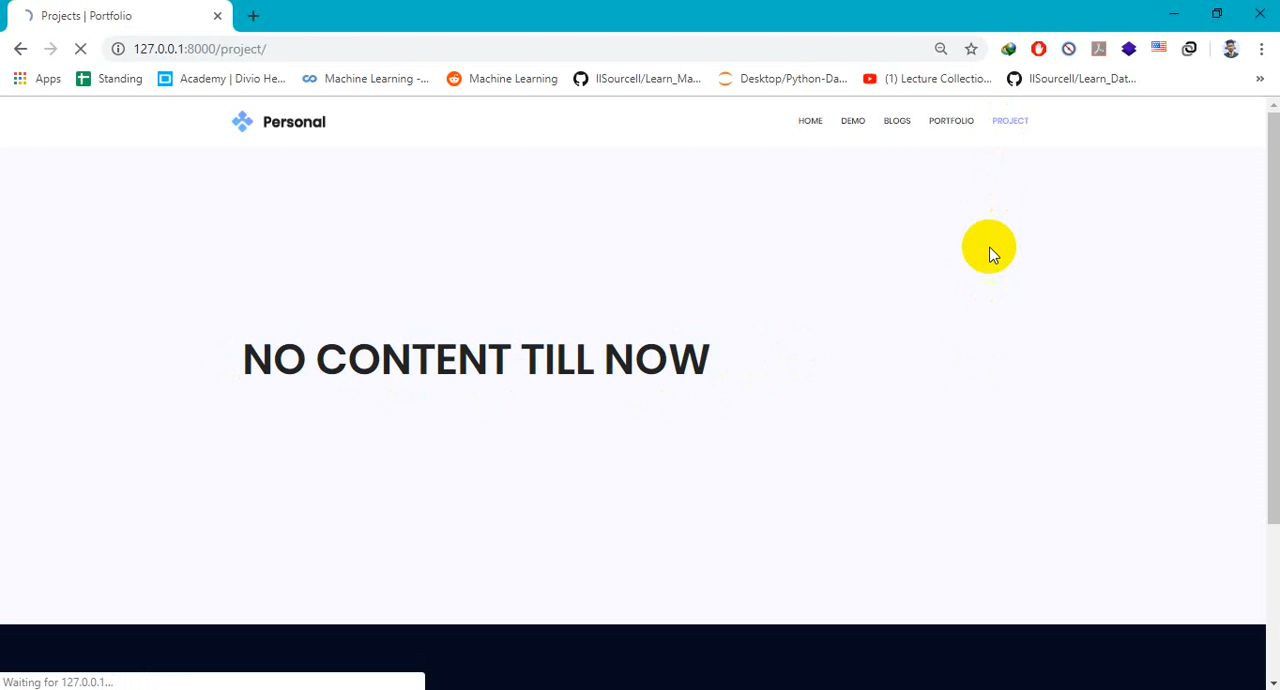 Projects | Portfolio
127.0.0.1:8000/project/
Apps Standing Academy | Divio He... Machine Learning -... Machine Learning llSourcell/Learn_Ma... Desktop/Python-Da... (1) Lecture Collectio... llSourcell/Learn_Dat... »
Personal HOME DEMO BLOGS PORTFOLIO PROJECT
NO CONTENT TILL NOW
Waiting for 127.0.0.1...